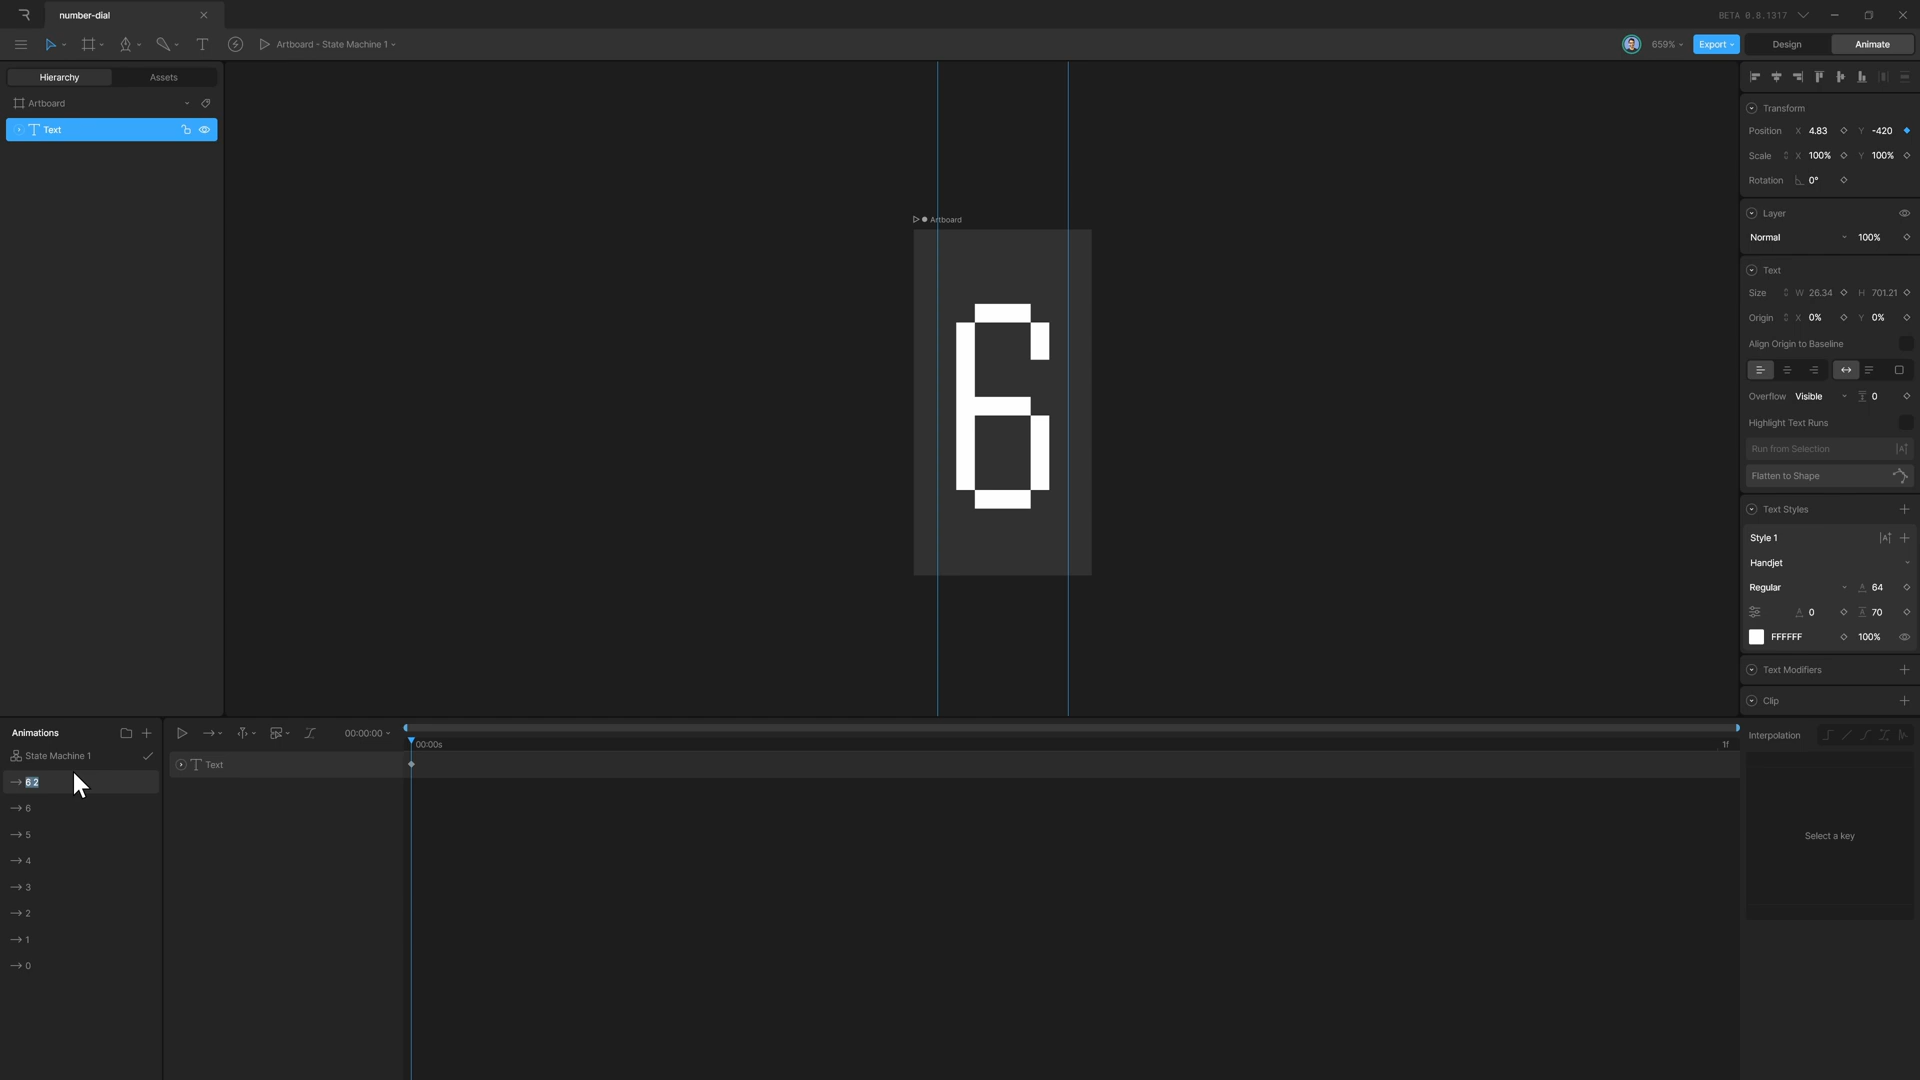 number-dial
BETA 0.8.1317
Artboard - State Machine 1
659%
Export
Design
Animate
Hierarchy
Assets
Artboard
Text
Artboard
6
Transform
Position X 4.83 Y -420
Scale X 100% Y 100%
Rotation 0°
Layer
Normal 100%
Text
Size W 26.34 H 701.21
Origin X 0% Y 0%
Align Origin to Baseline
Overflow Visible 0
Highlight Text Runs
Run from Selection
Flatten to Shape
Text Styles
Style 1
Handjet
Regular 64
0 70
FFFFFF 100%
Text Modifiers
Clip
Animations
State Machine 1
6 2
6
5
4
3
2
1
0
00:00:00
00:00s
1f
Text
Interpolation
Select a key